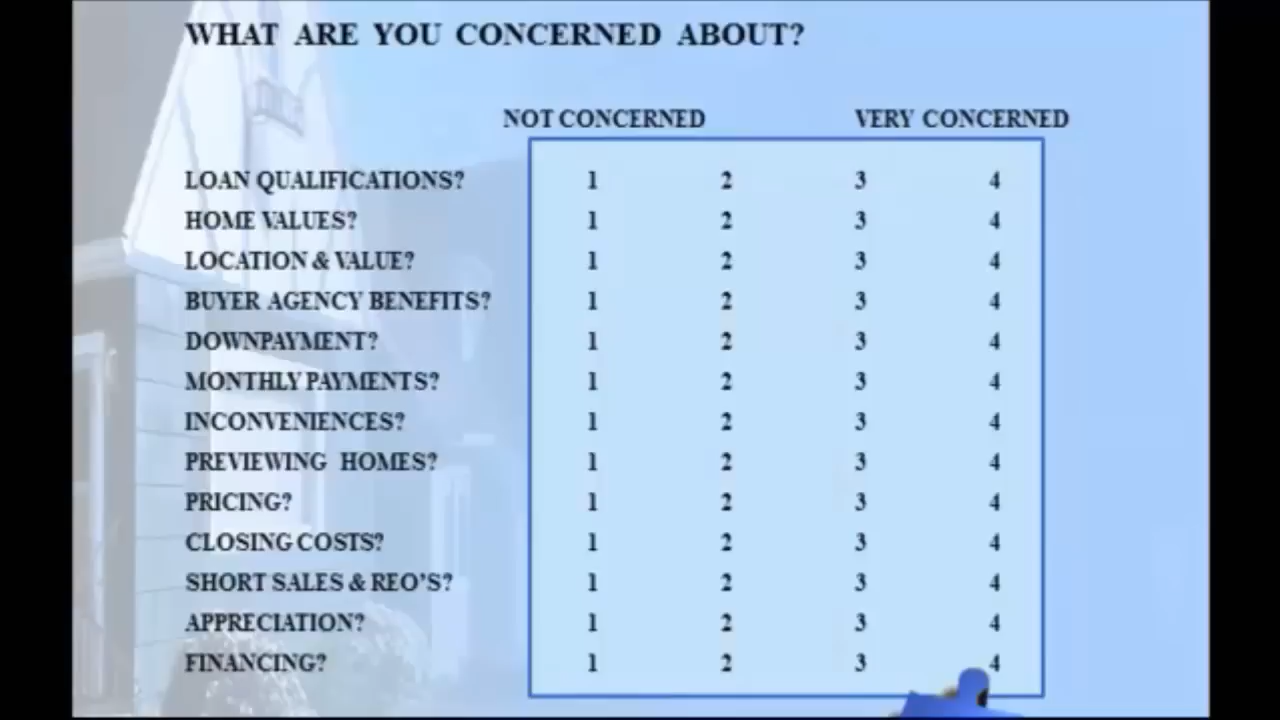 WHAT ARE YOU CONCERNED ABOUT?
NOT CONCERNED VERY CONCERNED
LOAN QUALIFICATIONS? 1 2 3 4
HOME VALUES? 1 2 3 4
LOCATION & VALUE? 1 2 3 4
BUYER AGENCY BENEFITS? 1 2 3 4
DOWNPAYMENT? 1 2 3 4
MONTHLY PAYMENTS? 1 2 3 4
INCONVENIENCES? 1 2 3 4
PREVIEWING HOMES? 1 2 3 4
PRICING? 1 2 3 4
CLOSING COSTS? 1 2 3 4
SHORT SALES & REO’S? 1 2 3 4
APPRECIATION? 1 2 3 4
FINANCING? 1 2 3 4